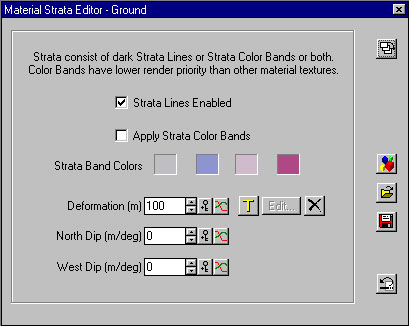 Material Strata Editor - Ground
Strata consist of dark Strata Lines or Strata Color Bands or both.
Color Bands have lower render priority than other material textures.
Strata Lines Enabled
Apply Strata Color Bands
Strata Band Colors
Deformation (m) 100 T Edit...
North Dip (m/deg) 0
West Dip (m/deg) 0